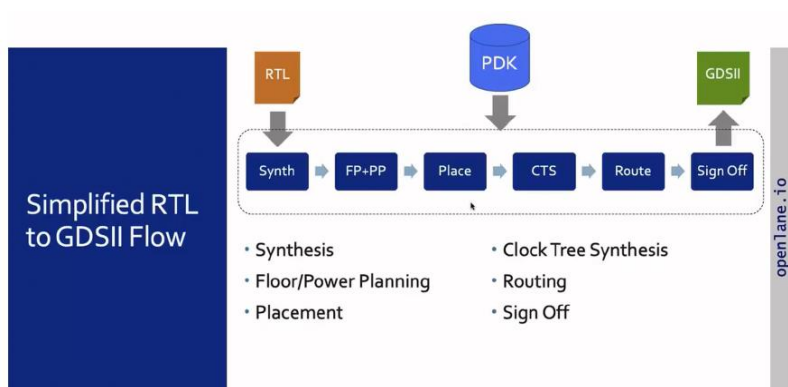 Simplified RTL
to GDSII Flow
RTL
PDK
GDSII
Synth
FP+PP
Place
CTS
Route
Sign Off
• Synthesis
• Floor/Power Planning
• Placement
• Clock Tree Synthesis
• Routing
• Sign Off
openlane.io